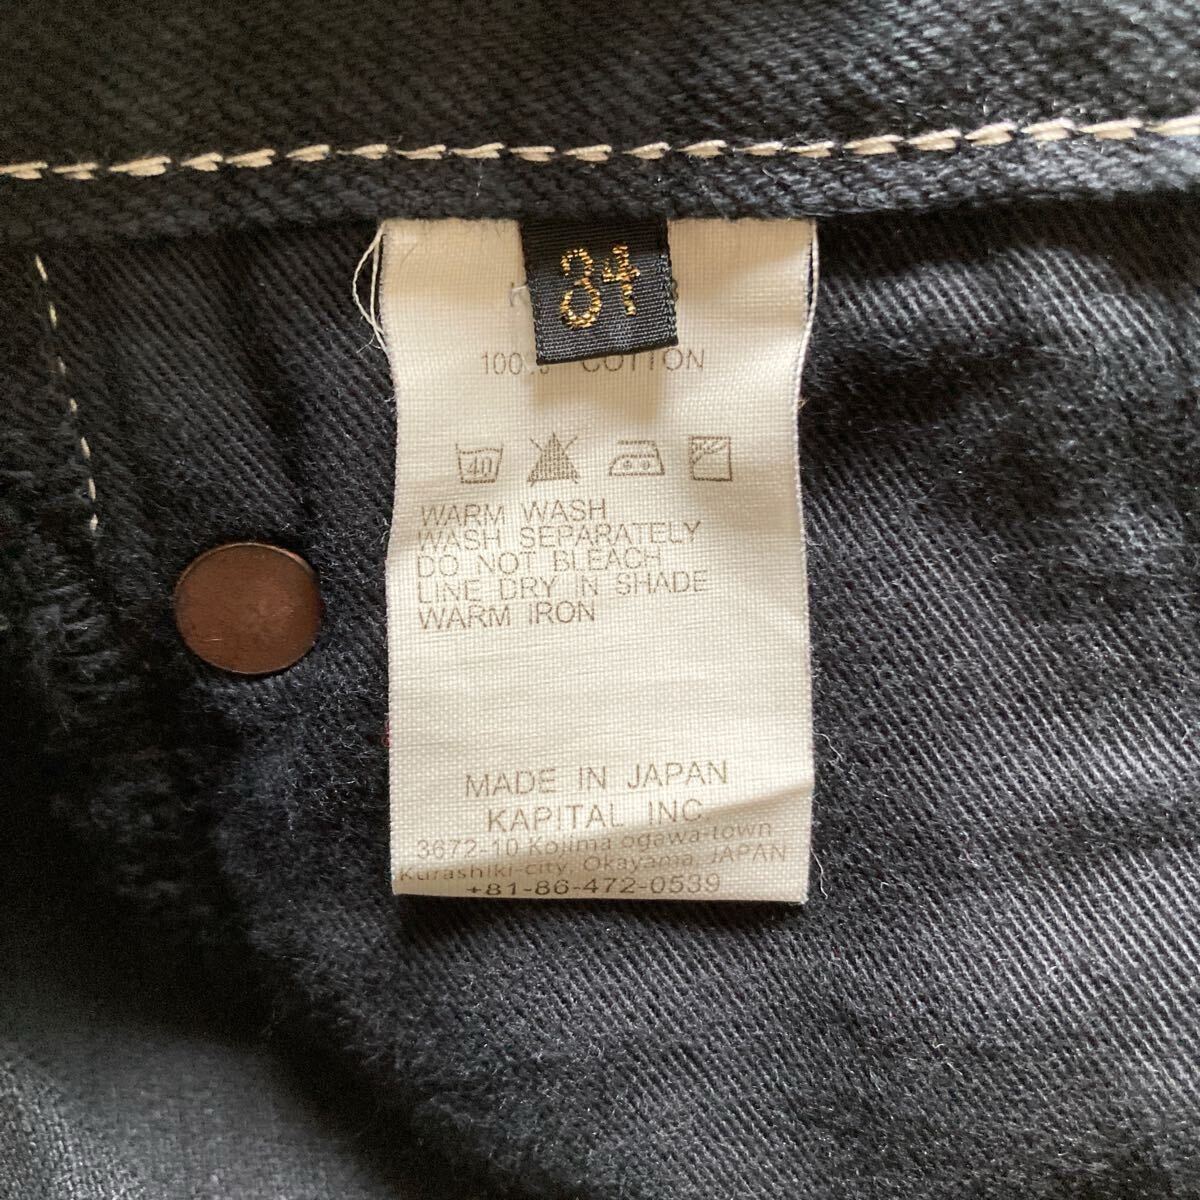 34
100% COTTON
40
WARM WASH
WASH SEPARATELY
DO NOT BLEACH
LINE DRY IN SHADE
WARM IRON
MADE IN JAPAN
KAPITAL INC
3672-10 Kojima ogawa-town
Kurashiki-city, Okayama, JAPAN
+81-86-472-0539